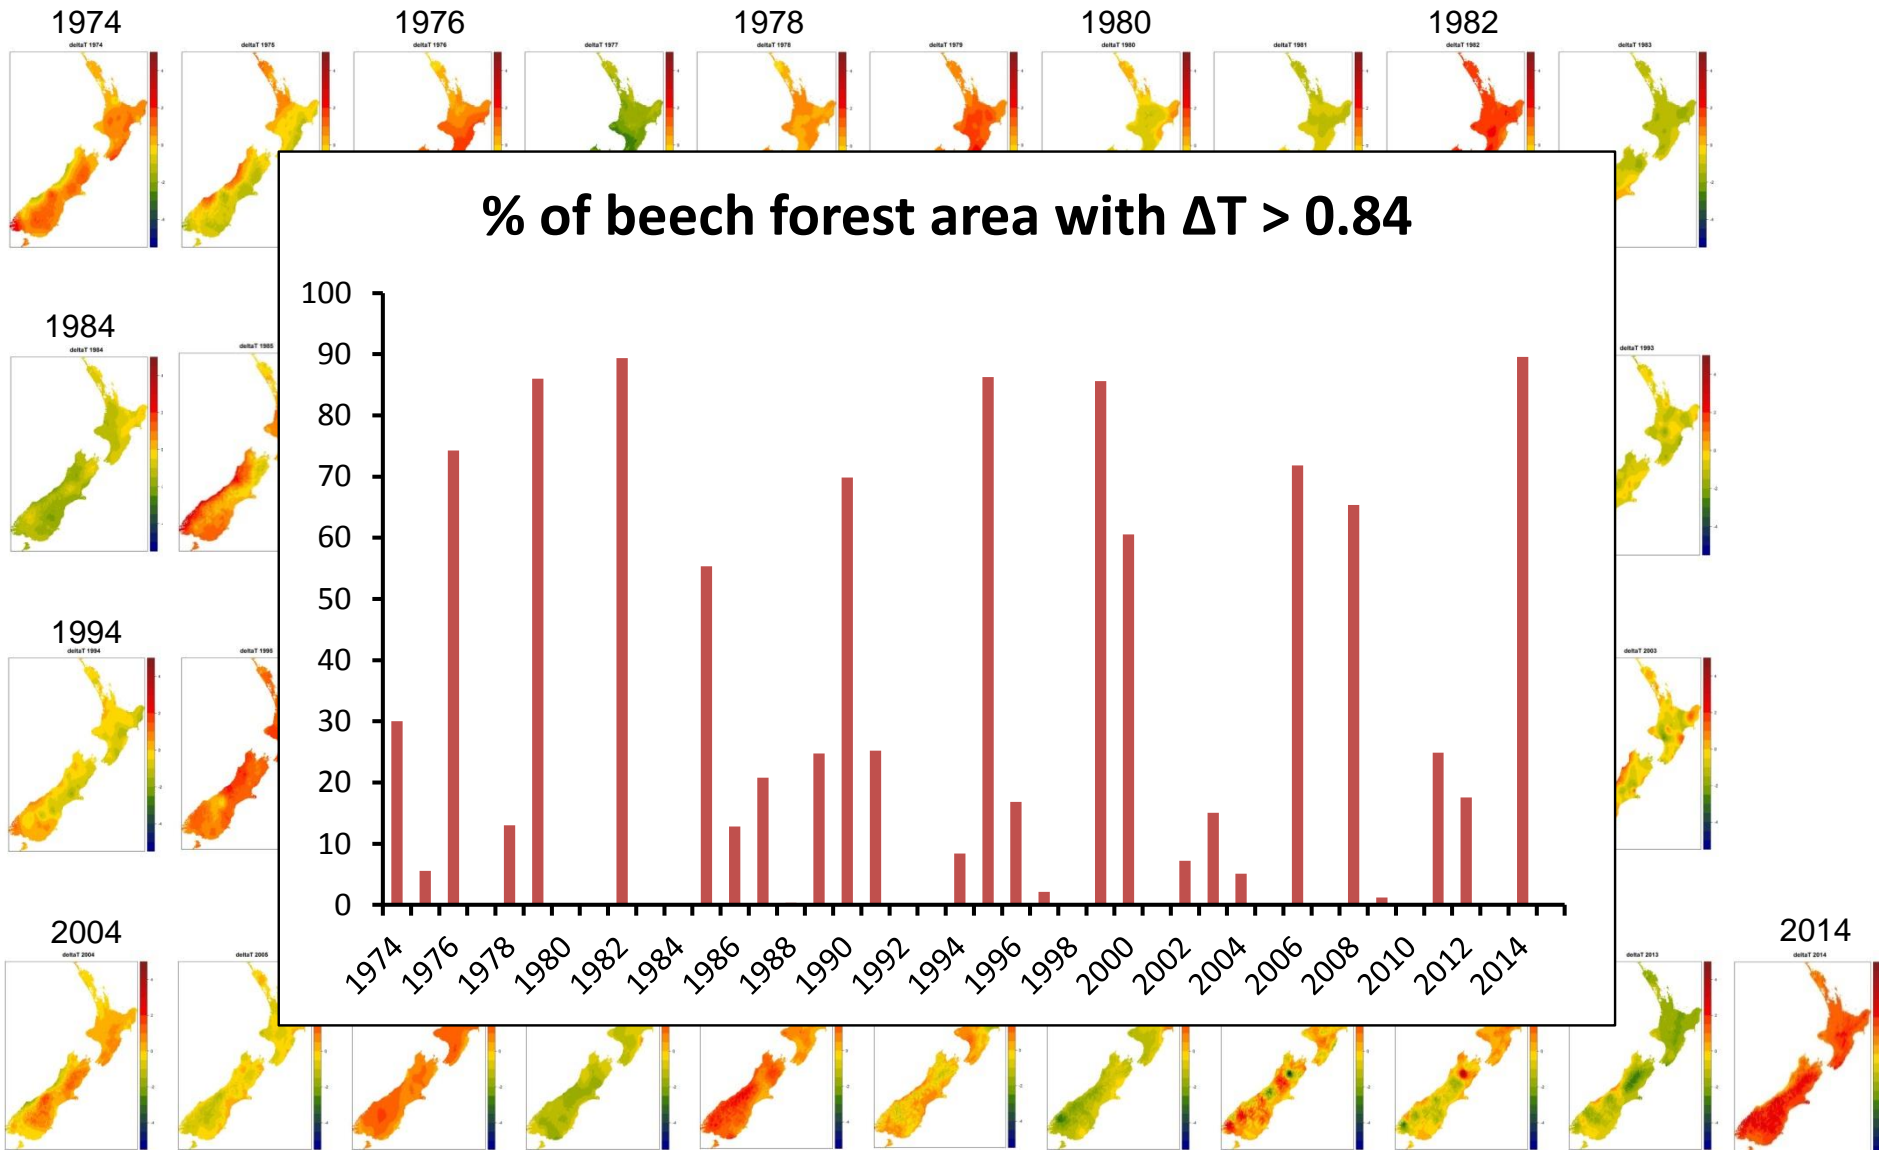 1974
1976
1978
1980
1982
deltaT 1974
deltaT 1975
deltaT 1976
deltaT 1977
deltaT 1978
deltaT 1979
deltaT 1980
deltaT 1981
deltaT 1982
deltaT 1983
% of beech forest area with ΔT > 0.84
100
90
80
70
60
50
40
30
20
10
0
1974
1976
1978
1980
1982
1984
1986
1988
1990
1992
1994
1996
1998
2000
2002
2004
2006
2008
2010
2012
2014
1984
deltaT 1984
deltaT 1985
deltaT 1993
1994
deltaT 1994
deltaT 1995
deltaT 2003
2004
2014
deltaT 2004
deltaT 2005
deltaT 2013
deltaT 2014